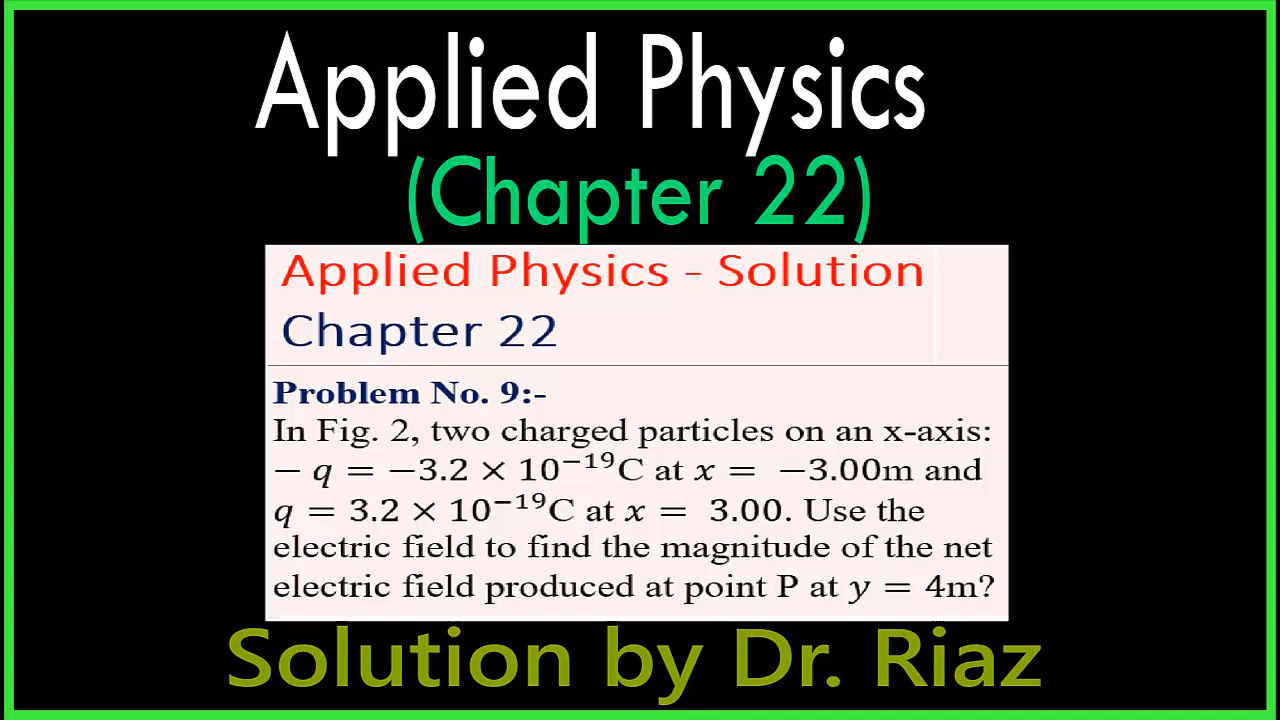 Applied Physics
(Chapter 22)
Applied Physics - Solution
Chapter 22
Problem No. 9:-
In Fig. 2, two charged particles on an x-axis:
− q = −3.2 × 10⁻¹⁹C at x = −3.00m and
q = 3.2 × 10⁻¹⁹C at x = 3.00. Use the
electric field to find the magnitude of the net
electric field produced at point P at y = 4m?
Solution by Dr. Riaz